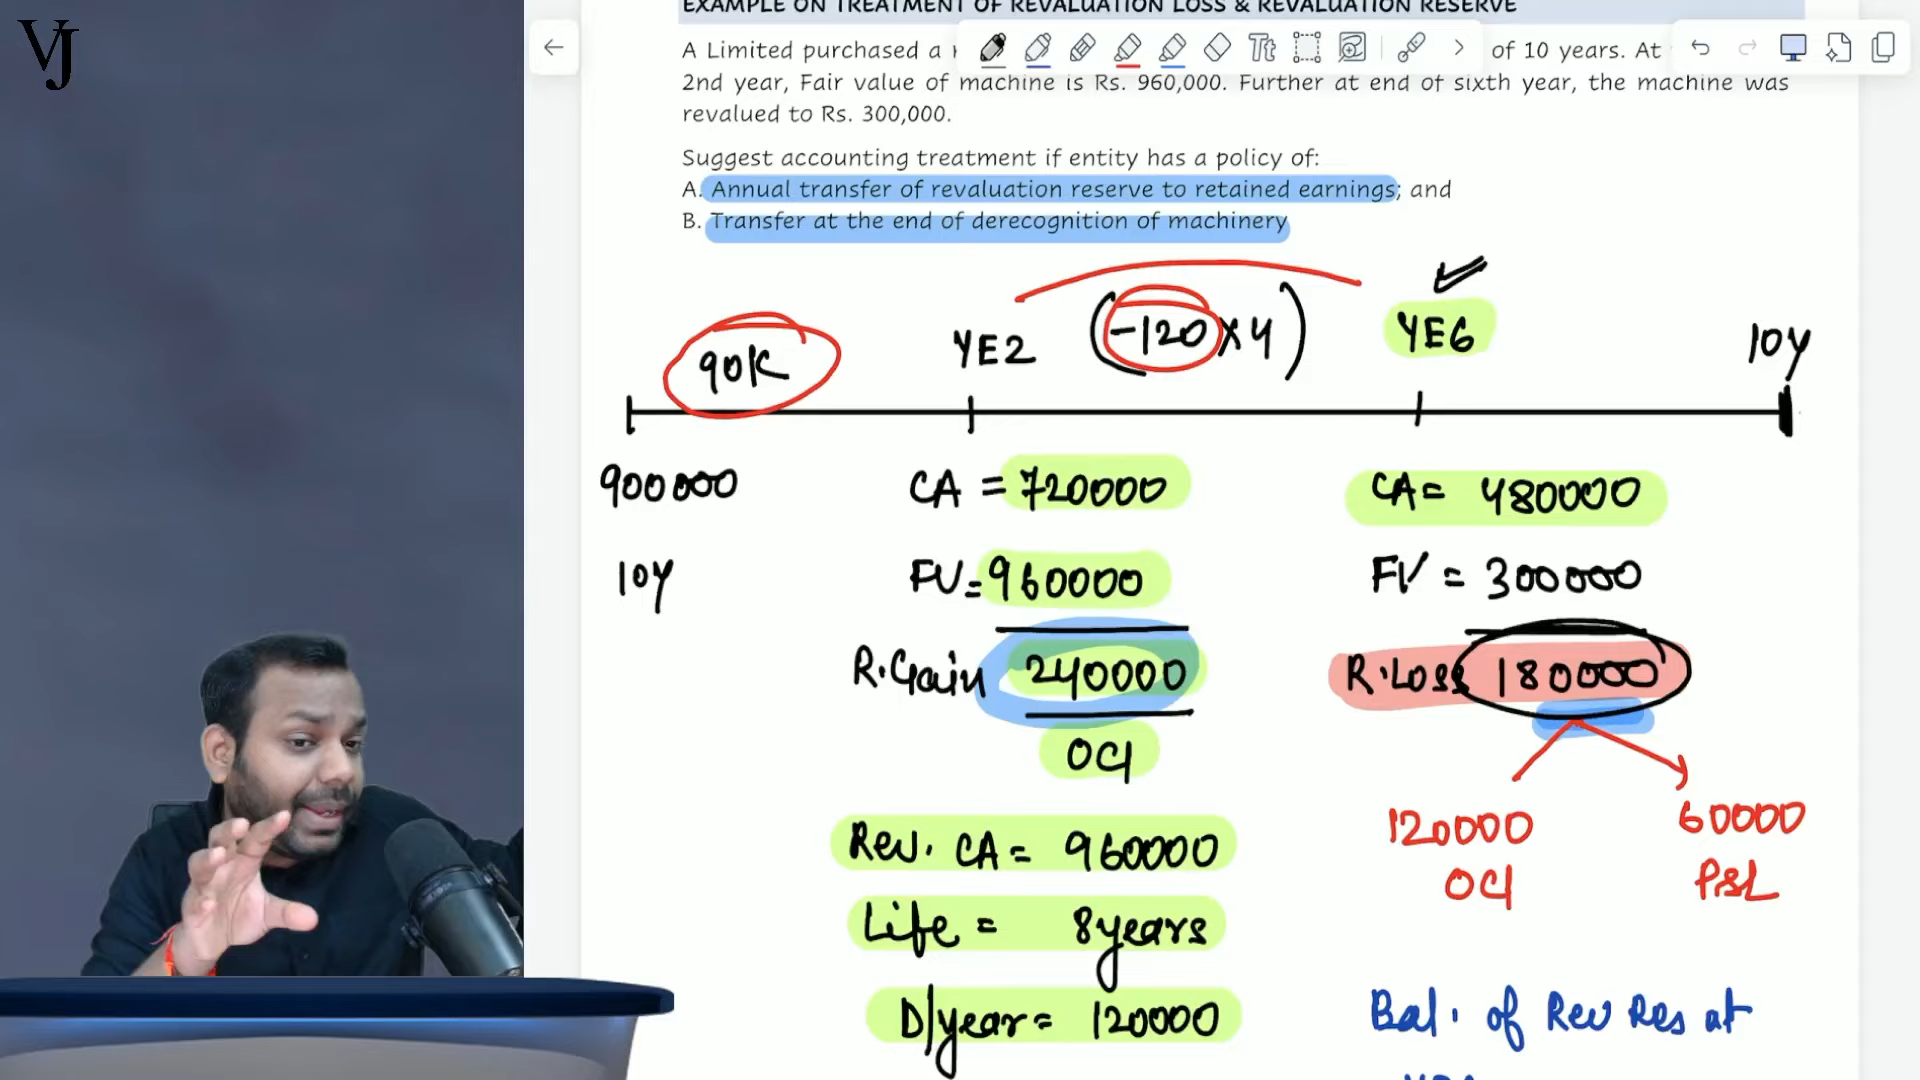 VJ
EXAMPLE ON TREATMENT OF REVALUATION LOSS & REVALUATION RESERVE
A Limited purchased a of 10 years. At
2nd year, Fair value of machine is Rs. 960,000. Further at end of sixth year, the machine was
revalued to Rs. 300,000.
Suggest accounting treatment if entity has a policy of:
A. Annual transfer of revaluation reserve to retained earnings; and
B. Transfer at the end of derecognition of machinery
90K YE2 (-120 x 4) YE6 10Y
900000 CA = 720000 CA = 480000
10Y FV = 960000 FV = 300000
R.Gain 240000 R.Loss 180000
OCI
120000 60000
OCI P&L
Rev. CA = 960000
Life = 8 years
D/year = 120000
Bal. of Rev Res at